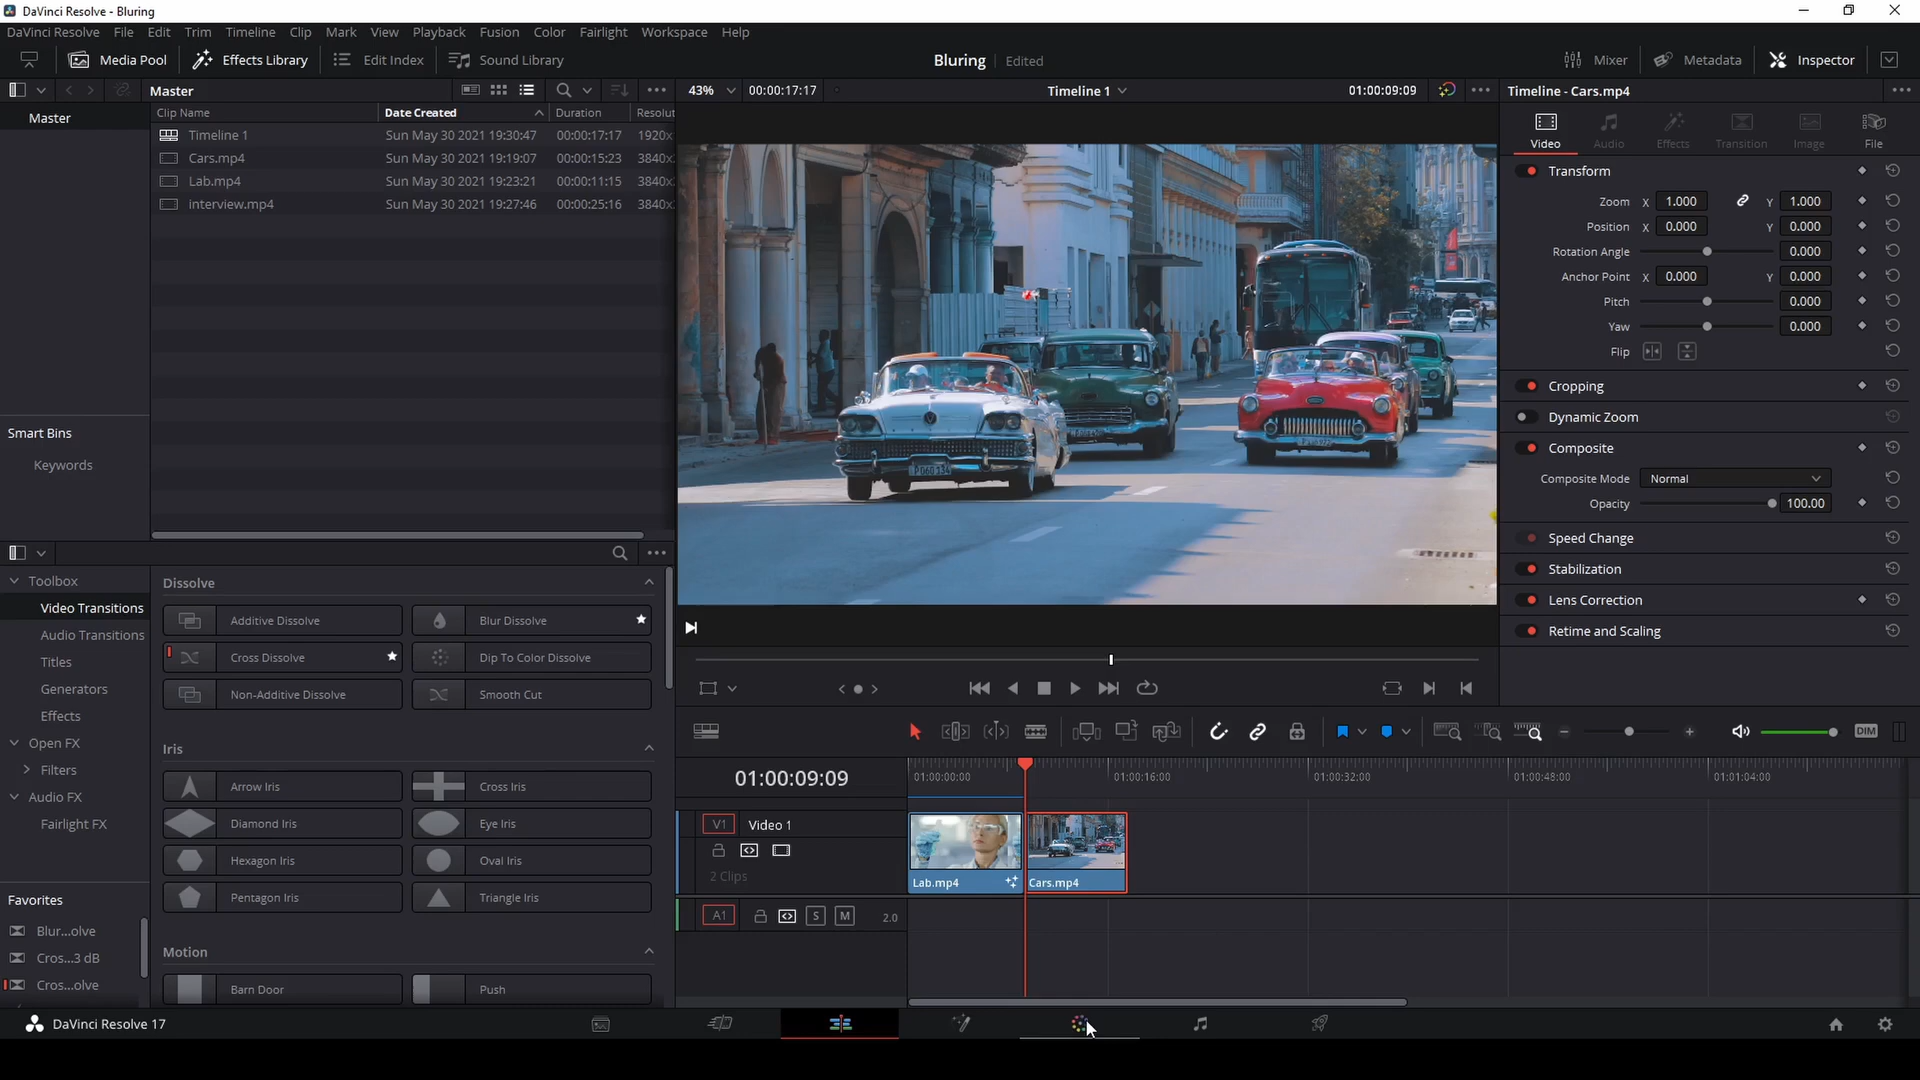 DaVinci Resolve - Bluring
DaVinci Resolve File Edit Trim Timeline Clip Mark View Playback Fusion Color Fairlight Workspace Help
Media Pool Effects Library Edit Index Sound Library Bluring Edited Mixer Metadata Inspector
Master 43% 00:00:17:17 Timeline 1 01:00:09:09 Timeline - Cars.mp4
Master
Clip Name Date Created Duration Resolut
Timeline 1 Sun May 30 2021 19:30:47 00:00:17:17 1920x
Cars.mp4 Sun May 30 2021 19:19:07 00:00:15:23 3840x
Lab.mp4 Sun May 30 2021 19:23:21 00:00:11:15 3840x
interview.mp4 Sun May 30 2021 19:27:46 00:00:25:16 3840x
Video Audio Effects Transition Image File
Transform
Zoom X 1.000 Y 1.000
Position X 0.000 Y 0.000
Rotation Angle 0.000
Anchor Point X 0.000 Y 0.000
Pitch 0.000
Yaw 0.000
Flip
Cropping
Dynamic Zoom
Composite
Composite Mode Normal
Opacity 100.00
Speed Change
Stabilization
Lens Correction
Retime and Scaling
Smart Bins
Keywords
Toolbox
Video Transitions
Audio Transitions
Titles
Generators
Effects
Open FX
Filters
Audio FX
Fairlight FX
Favorites
Blur...olve
Cros...3 dB
Cros...olve
Dissolve
Additive Dissolve Blur Dissolve
Cross Dissolve Dip To Color Dissolve
Non-Additive Dissolve Smooth Cut
Iris
Arrow Iris Cross Iris
Diamond Iris Eye Iris
Hexagon Iris Oval Iris
Pentagon Iris Triangle Iris
Motion
Barn Door Push
DIM
01:00:09:09 01:00:00:00 01:00:16:00 01:00:32:00 01:00:48:00 01:01:04:00
V1 Video 1
2 Clips
Lab.mp4 Cars.mp4
A1 S M 2.0
DaVinci Resolve 17